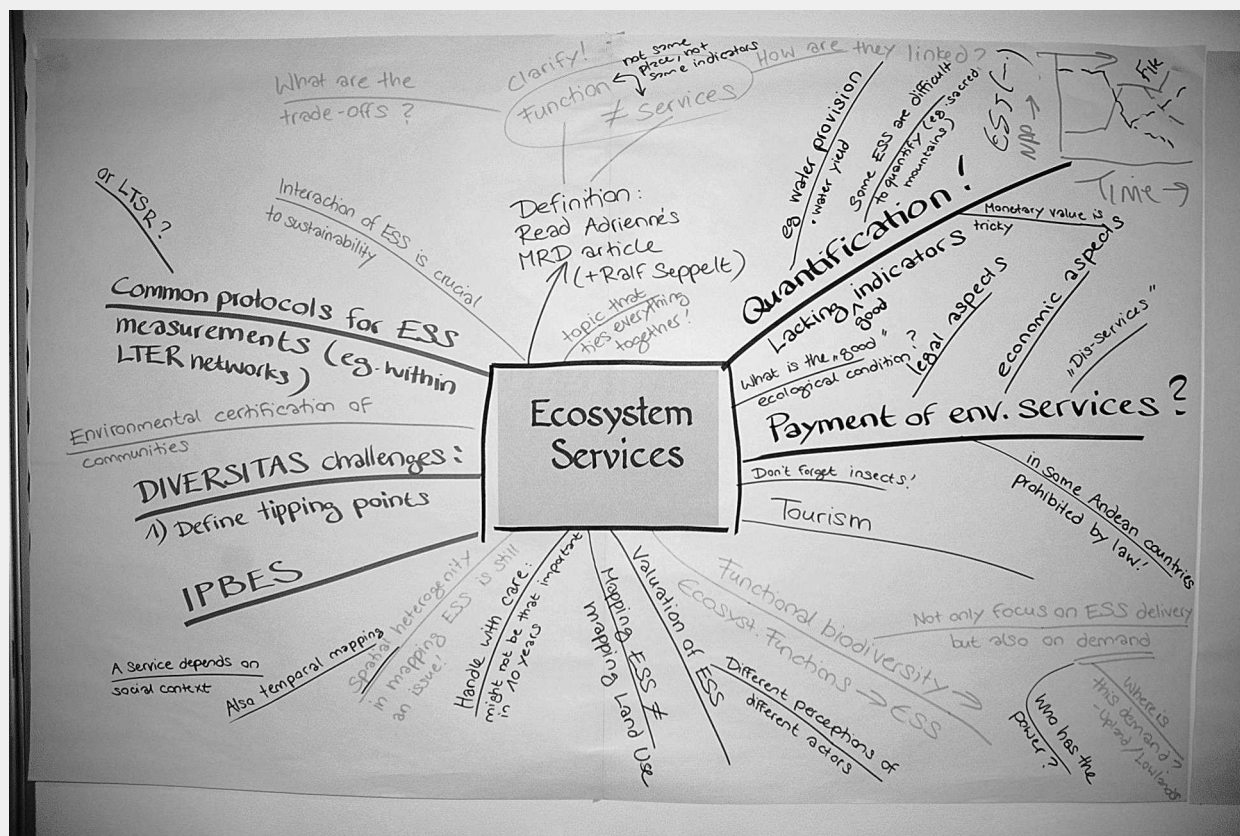 Ecosystem
Services
What are the
trade-offs ?
Clarify!
Function
≠ Services
not same
place, not
same indicators
How are they linked?
Definition:
Read Adrienne's
MRD article
(+Ralf Seppelt)
topic that
ties everything
together!
Interaction of ESS is crucial
to sustainability
or LTSR?
Common protocols for ESS
measurements (eg. within
LTER networks)
Environmental certification of
communities
DIVERSITAS challenges:
1) Define tipping points
IPBES
A service depends on
social context
Also temporal mapping
Spatial heterogenity
in mapping ESS is still
an issue!
Handle with care:
might not be that important
in 10 years
Mapping ESS ≠
mapping Land Use
Valuation of ESS
Different perceptions of
different actors
Functional biodiversity →
Ecosyst. Functions → ESS
Not only focus on ESS delivery
but also on demand
Who has the
power?
Where is
this demand?
- Upland / Lowlands
Tourism
Don't forget insects!
Payment of env. services ?
in some Andean countries
prohibited by law!
legal aspects
economic aspects
„Dis-services"
What is the „good"
ecological condition?
Quantification!
Lacking good indicators
Monetary value is
tricky
eg water provision
· water yield
Some ESS are difficult
to quantify (eg. sacred
mountains)
ESS
Time →